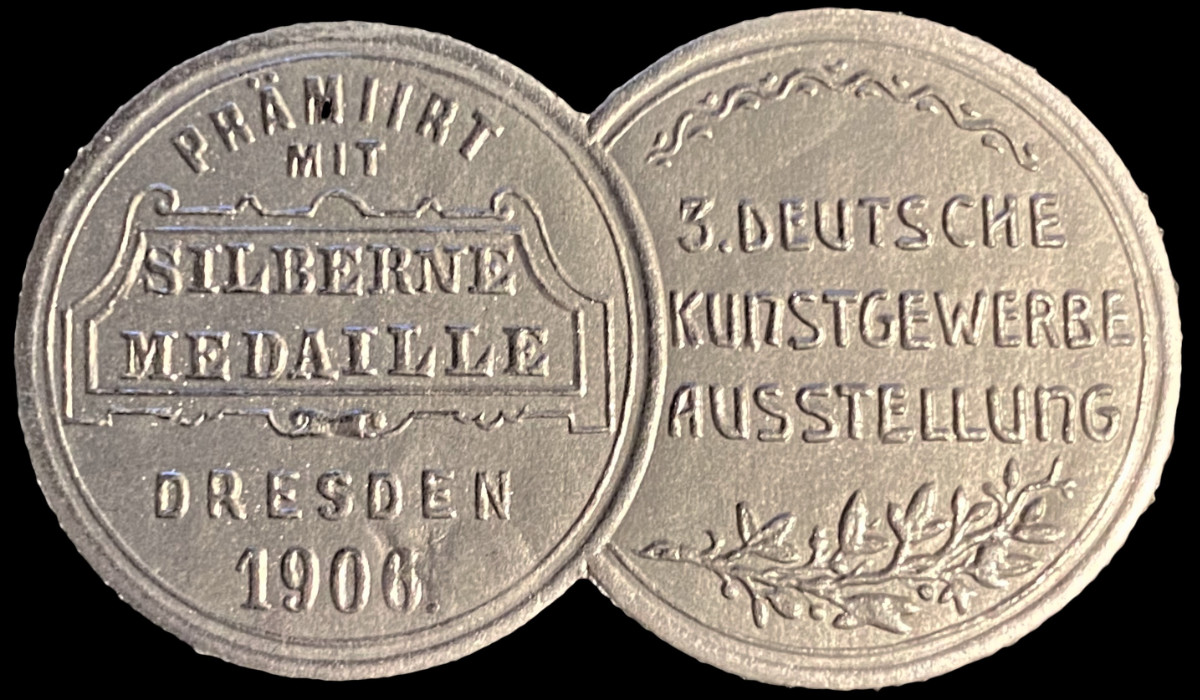 PRÄMIIRT
MIT
SILBERNE
MEDAILLE
DRESDEN
1906.
3. DEUTSCHE
KUNSTGEWERBE
AUSSTELLUNG